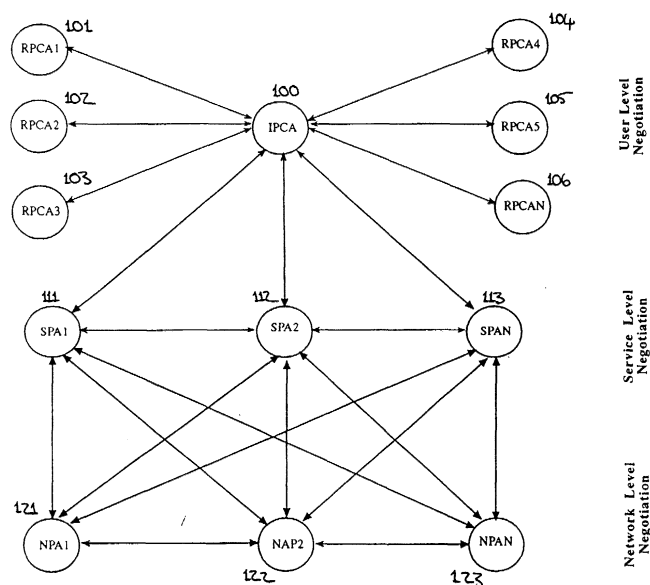 101
RPCA1
104
RPCA4
100
IPCA
102
RPCA2
105
RPCA5
103
RPCA3
106
RPCAN
User Level
Negotiation
111
SPA1
112
SPA2
113
SPAN
Service Level
Negotiation
121
NPA1
NAP2
122
NPAN
123
Network Level
Negotiation